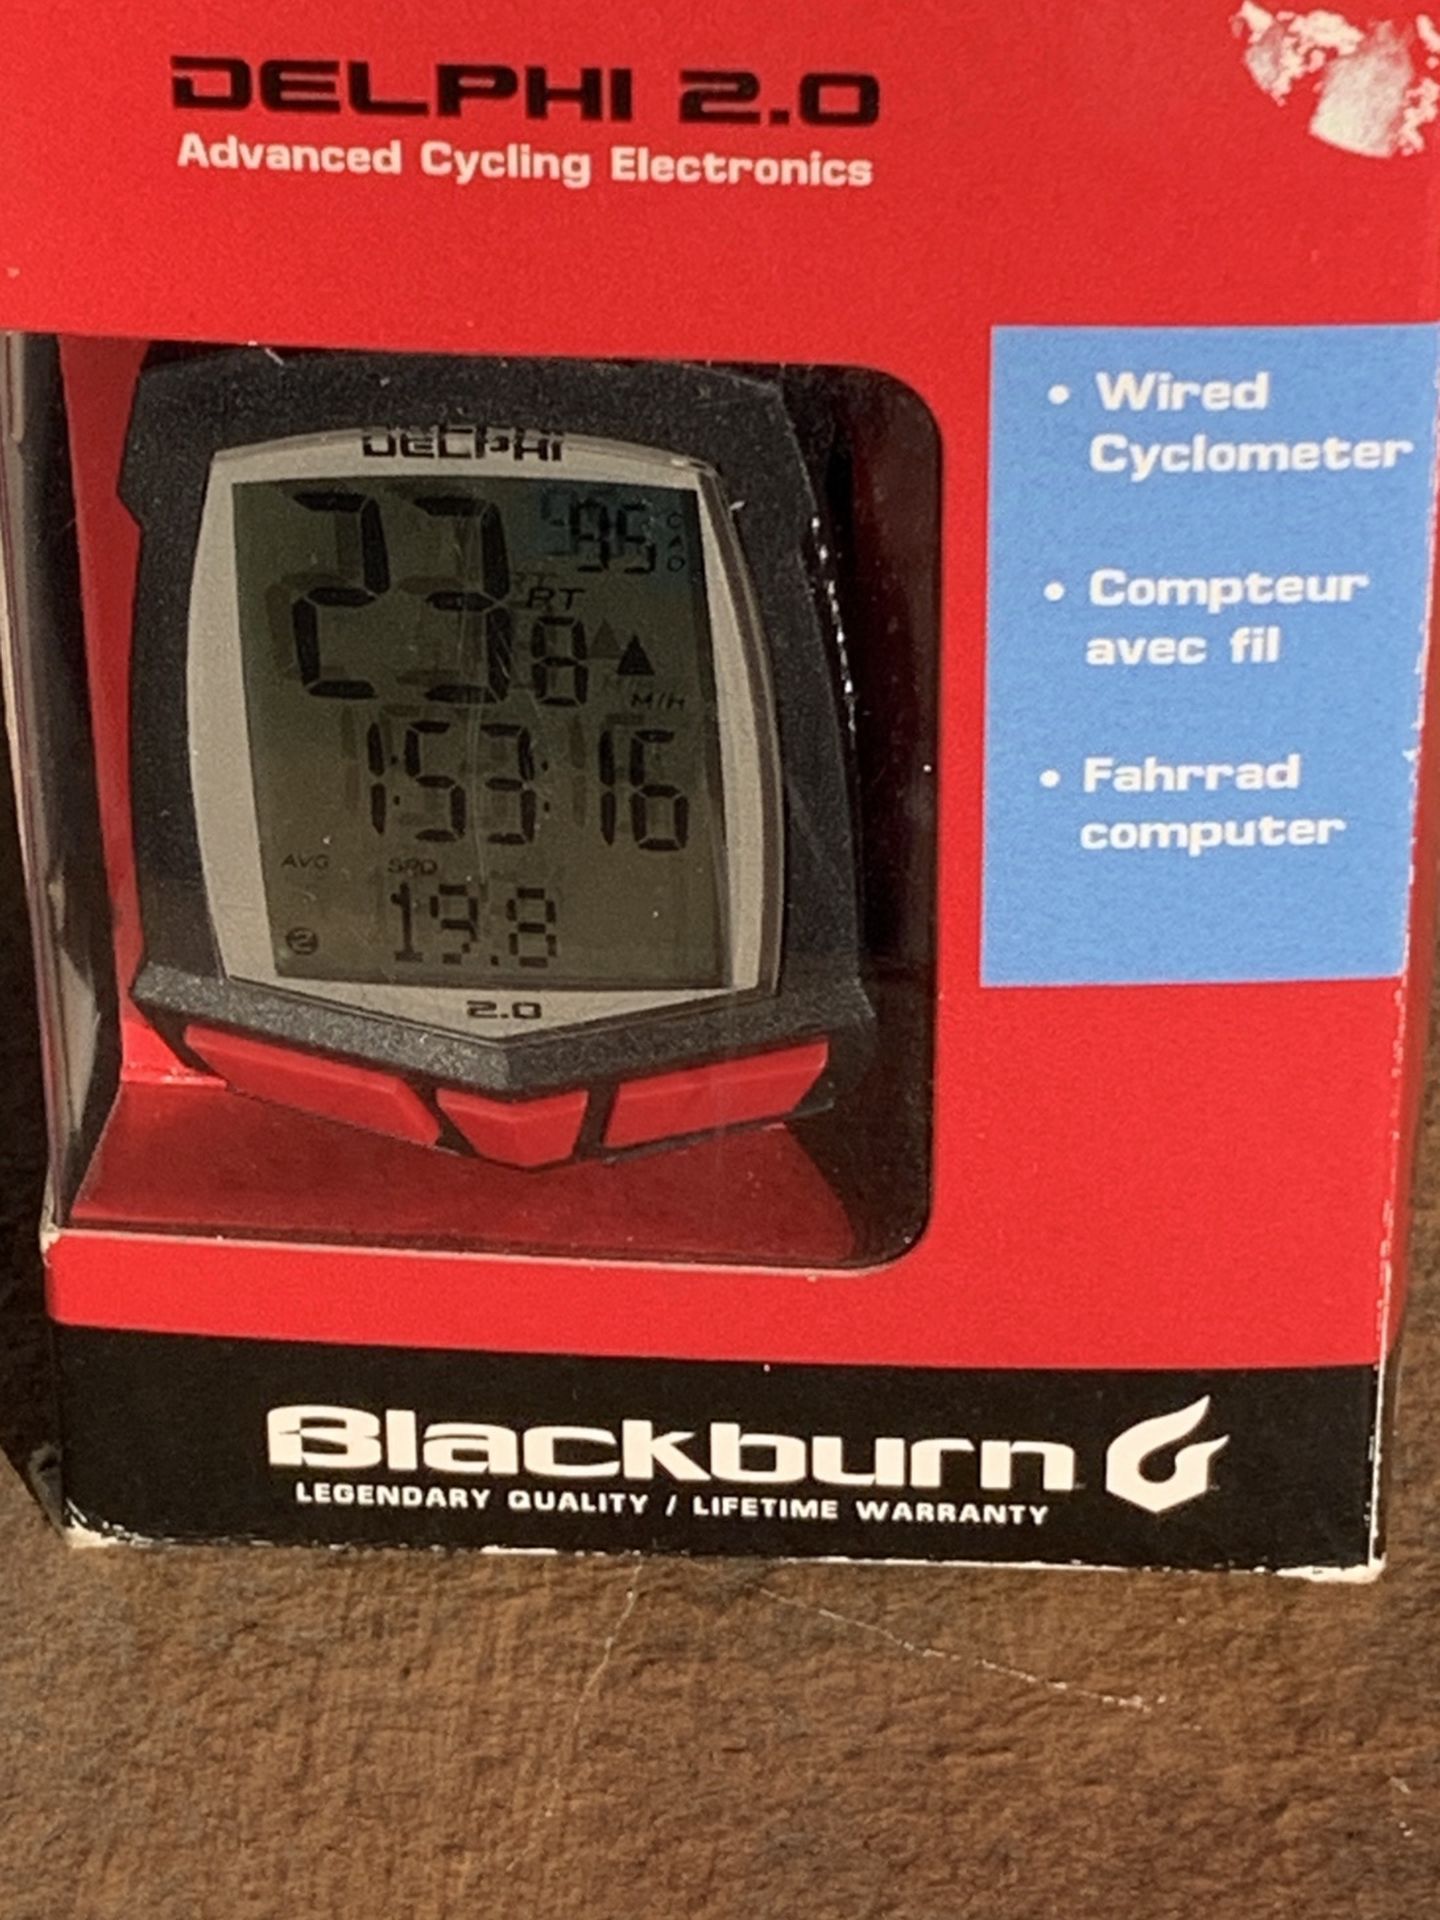 DELPHI 2.0
Advanced Cycling Electronics
• Wired
Cyclometer
• Compteur
avec fil
• Fahrrad
computer
DELPHI
23.8
95
RT
M/H
1:53:16
AVG SPD
2 19.8
2.0
Blackburn
LEGENDARY QUALITY / LIFETIME WARRANTY